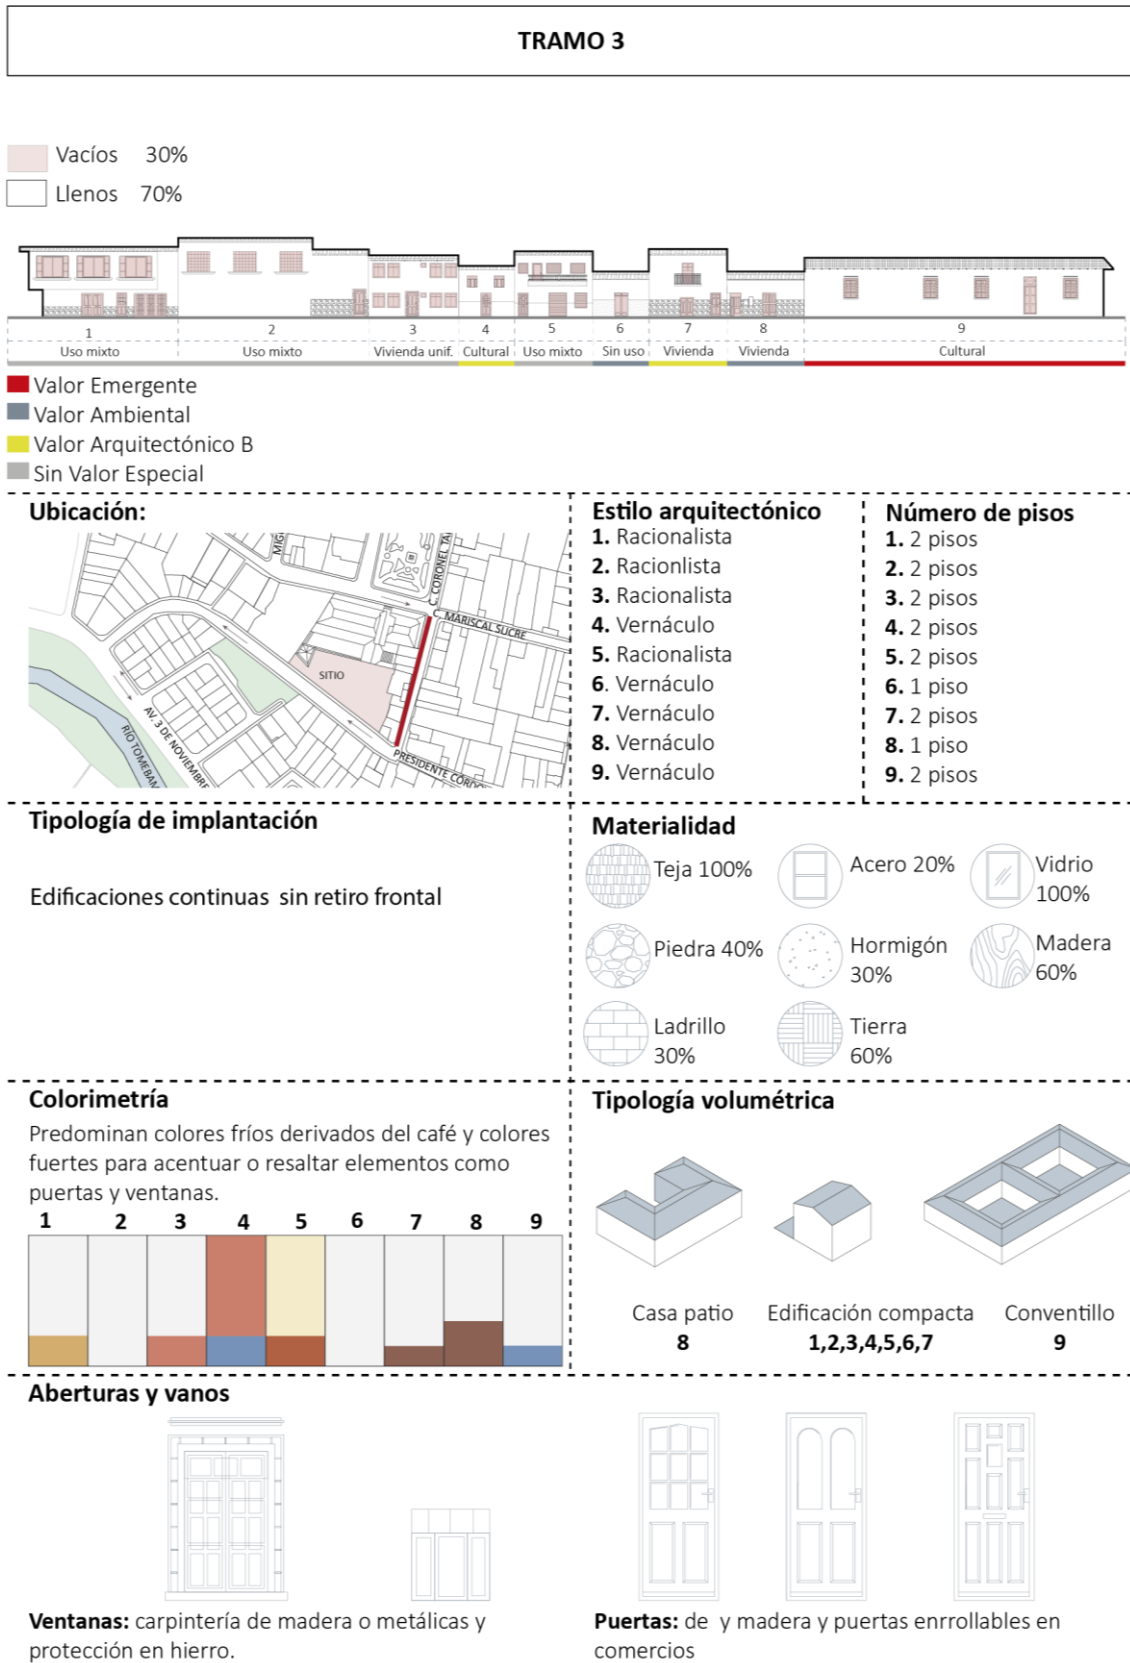 TRAMO 3
Vacíos 30%
Llenos 70%
1 2 3 4 5 6 7 8 9
Uso mixto Uso mixto Vivienda unif. Cultural Uso mixto Sin uso Vivienda Vivienda Cultural
Valor Emergente
Valor Ambiental
Valor Arquitectónico B
Sin Valor Especial
Ubicación:
C. CORONEL TA
C. MARISCAL SUCRE
SITIO
AV. 3 DE NOVIEMBRE
RÍO TOMEBAM
PRESIDENTE CÓRDO
Estilo arquitectónico
1. Racionalista
2. Racionlista
3. Racionalista
4. Vernáculo
5. Racionalista
6. Vernáculo
7. Vernáculo
8. Vernáculo
9. Vernáculo
Número de pisos
1. 2 pisos
2. 2 pisos
3. 2 pisos
4. 2 pisos
5. 2 pisos
6. 1 piso
7. 2 pisos
8. 1 piso
9. 2 pisos
Tipología de implantación
Edificaciones continuas sin retiro frontal
Materialidad
Teja 100%
Acero 20%
Vidrio
100%
Piedra 40%
Hormigón
30%
Madera
60%
Ladrillo
30%
Tierra
60%
Colorimetría
Predominan colores fríos derivados del café y colores
fuertes para acentuar o resaltar elementos como
puertas y ventanas.
1 2 3 4 5 6 7 8 9
Tipología volumétrica
Casa patio
8
Edificación compacta
1,2,3,4,5,6,7
Conventillo
9
Aberturas y vanos
Ventanas: carpintería de madera o metálicas y
protección en hierro.
Puertas: de y madera y puertas enrrollables en
comercios